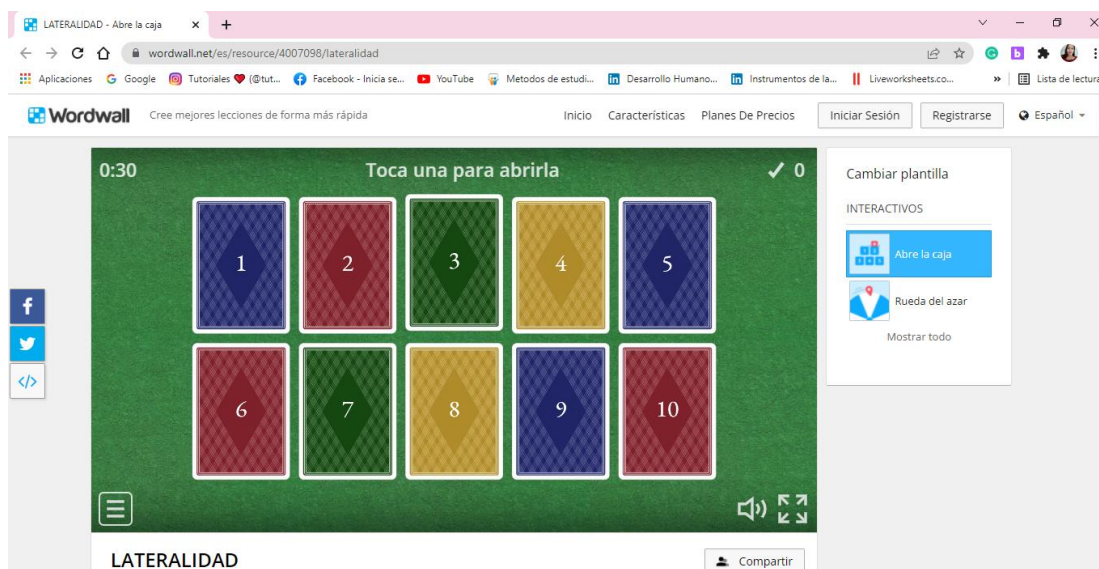 LATERALIDAD - Abre la caja
wordwall.net/es/resource/4007098/lateralidad
Aplicaciones Google Tutoriales ❤ (@tut... Facebook - Inicia se... YouTube Metodos de estudi... Desarrollo Humano... Instrumentos de la... Liveworksheets.co... » Lista de lectura
Wordwall Cree mejores lecciones de forma más rápida Inicio Características Planes De Precios Iniciar Sesión Registrarse Español
0:30 Toca una para abrirla ✓ 0
1 2 3 4 5
6 7 8 9 10
Cambiar plantilla
INTERACTIVOS
Abre la caja
Rueda del azar
Mostrar todo
LATERALIDAD
Compartir